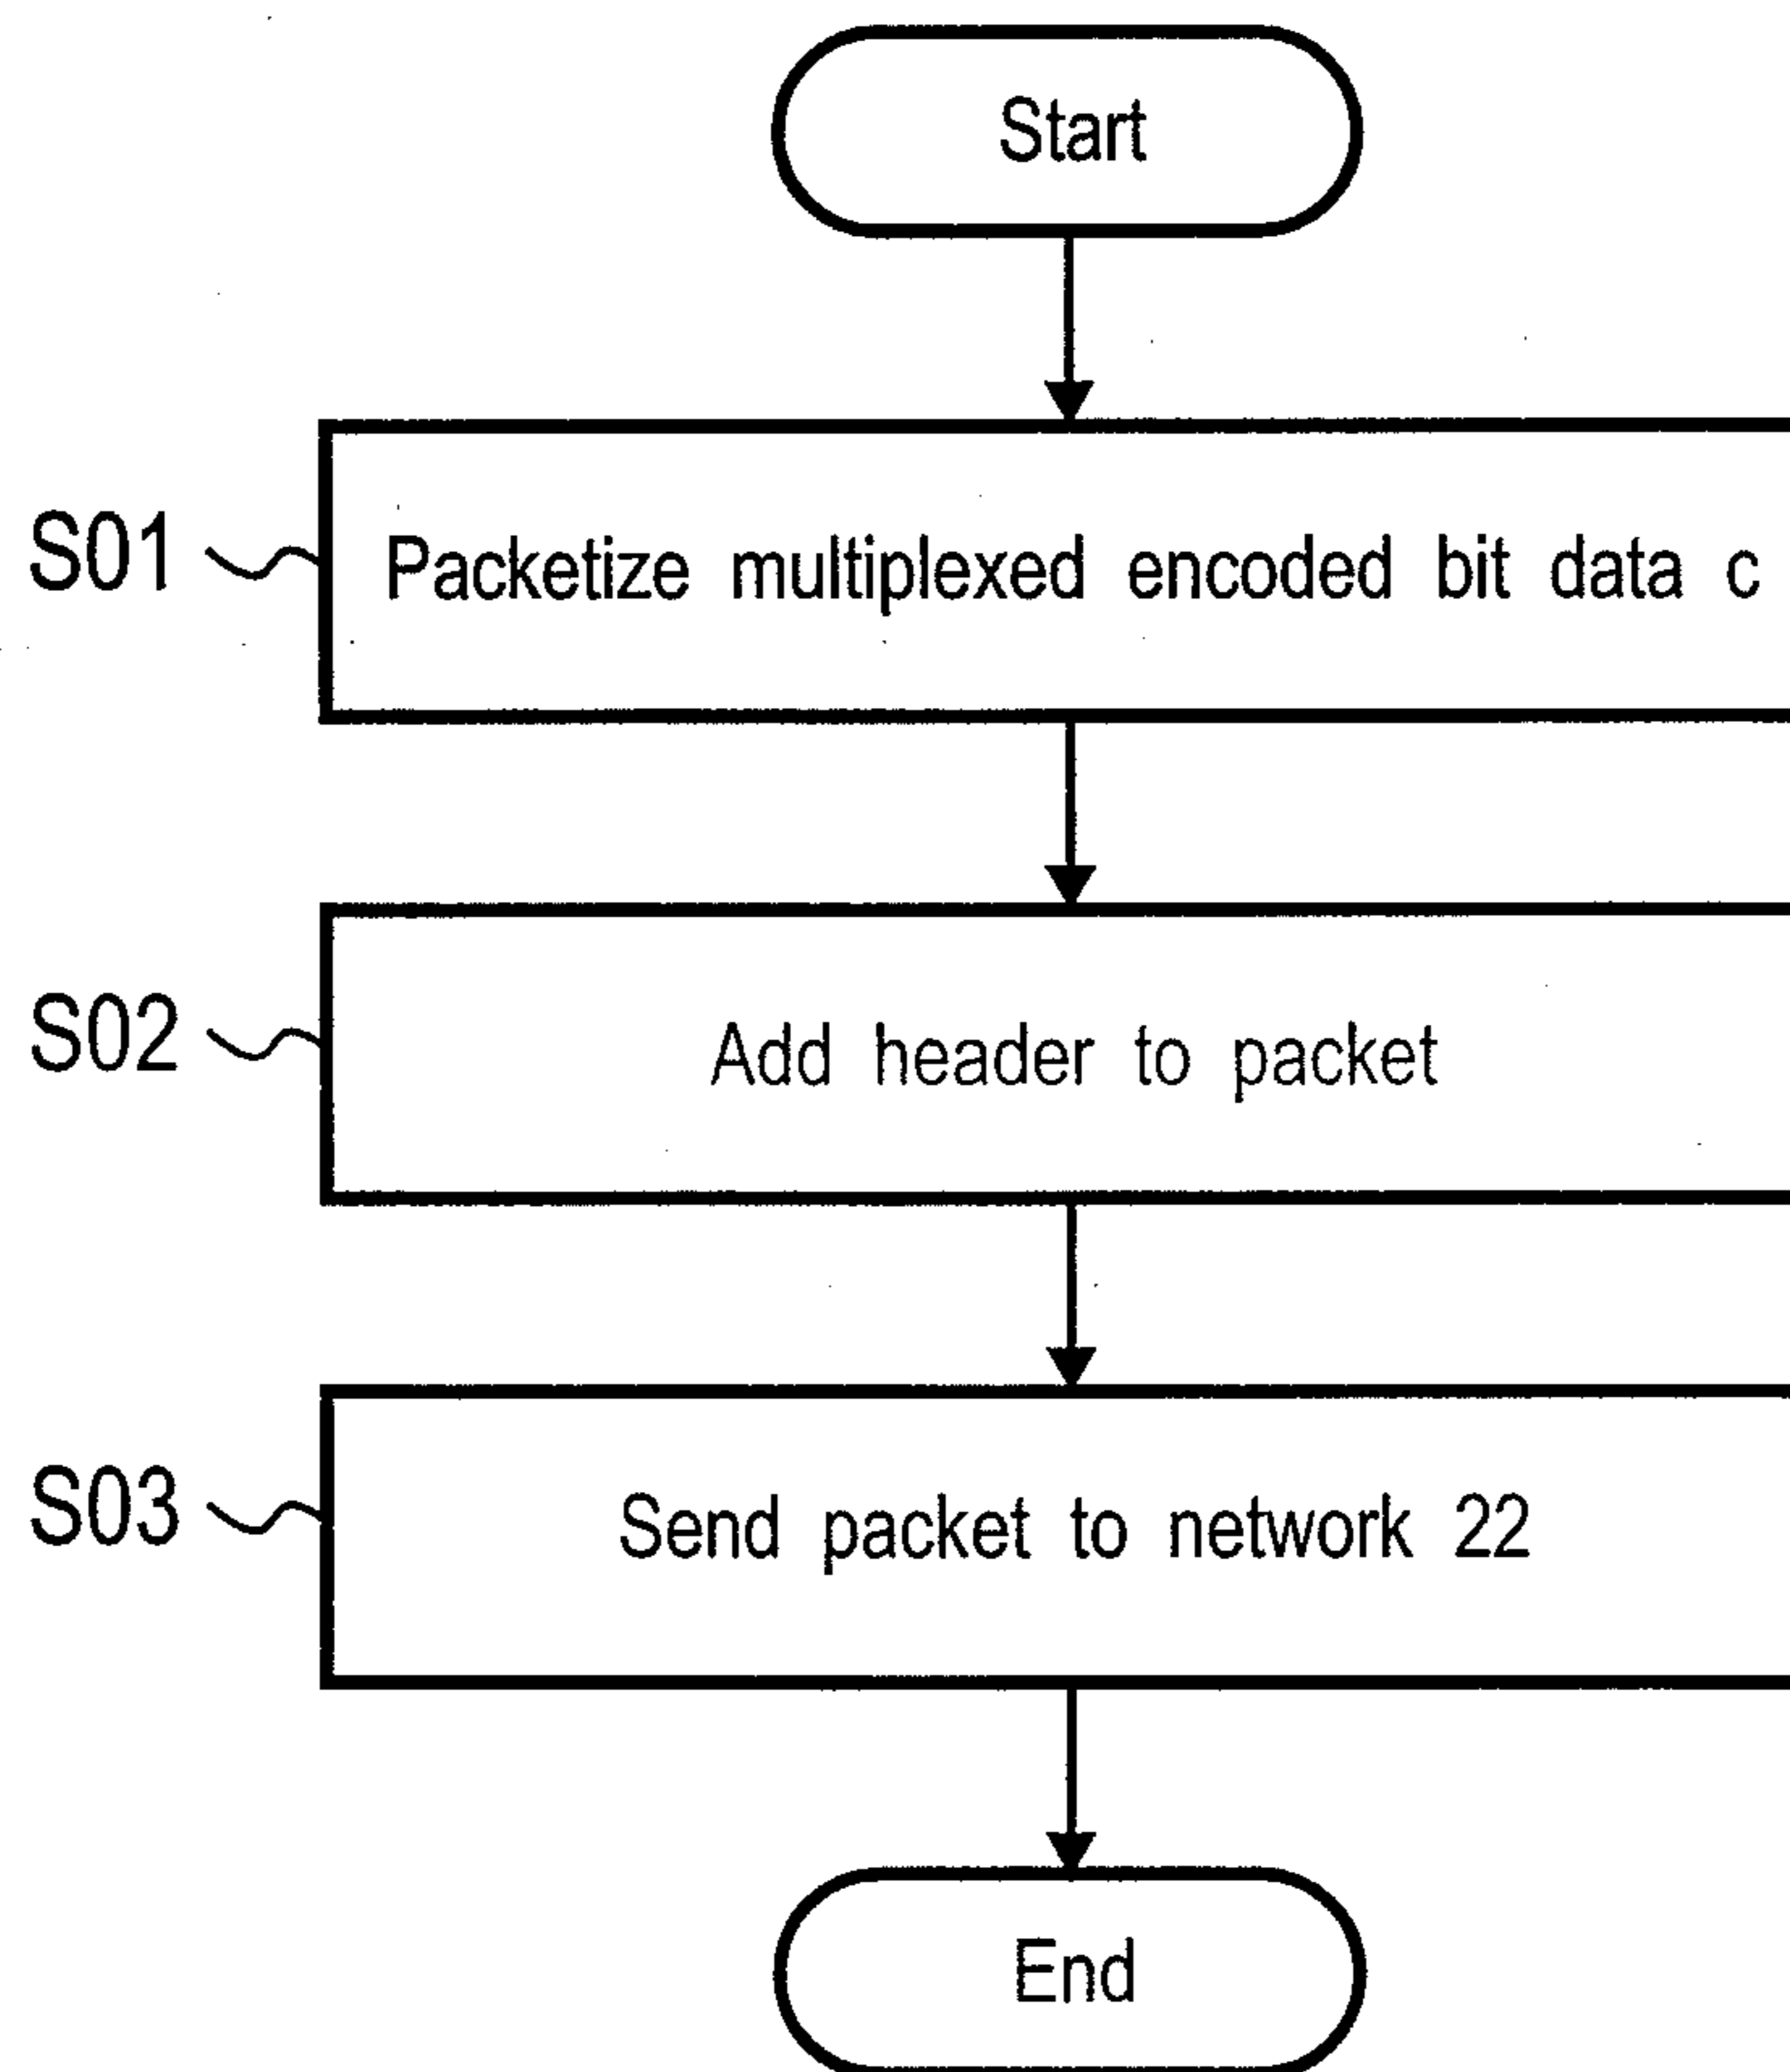 Start
S01
Packetize multiplexed encoded bit data c
S02
Add header to packet
S03
Send packet to network 22
End